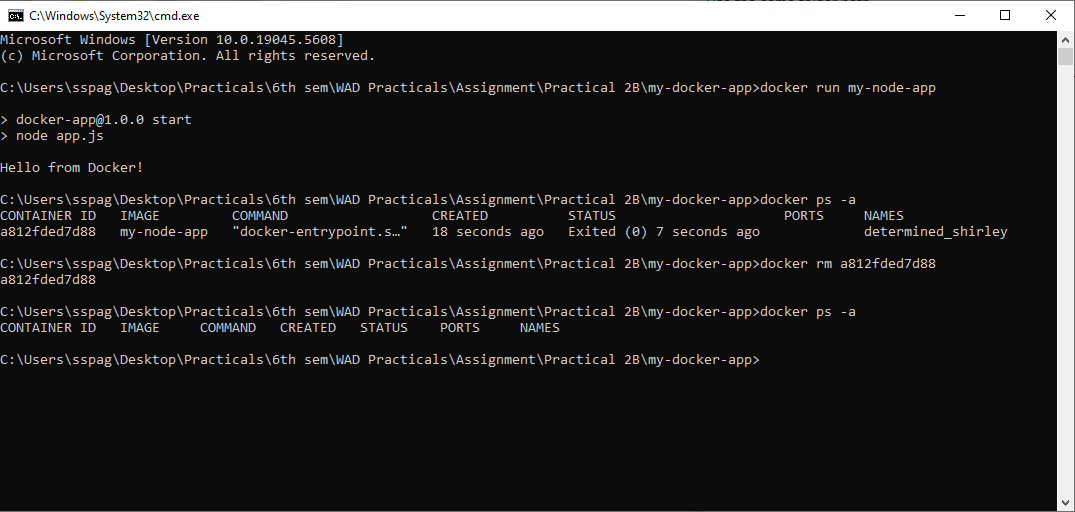 C:\Windows\System32\cmd.exe
Microsoft Windows [Version 10.0.19045.5608]
(c) Microsoft Corporation. All rights reserved.
C:\Users\sspag\Desktop\Practicals\6th sem\WAD Practicals\Assignment\Practical 2B\my-docker-app>docker run my-node-app
> docker-app@1.0.0 start
> node app.js
Hello from Docker!
C:\Users\sspag\Desktop\Practicals\6th sem\WAD Practicals\Assignment\Practical 2B\my-docker-app>docker ps -a
CONTAINER ID   IMAGE         COMMAND                  CREATED          STATUS                     PORTS     NAMES
a812fded7d88   my-node-app   "docker-entrypoint.s…"   18 seconds ago   Exited (0) 7 seconds ago             determined_shirley
C:\Users\sspag\Desktop\Practicals\6th sem\WAD Practicals\Assignment\Practical 2B\my-docker-app>docker rm a812fded7d88
a812fded7d88
C:\Users\sspag\Desktop\Practicals\6th sem\WAD Practicals\Assignment\Practical 2B\my-docker-app>docker ps -a
CONTAINER ID   IMAGE     COMMAND   CREATED   STATUS    PORTS     NAMES
C:\Users\sspag\Desktop\Practicals\6th sem\WAD Practicals\Assignment\Practical 2B\my-docker-app>